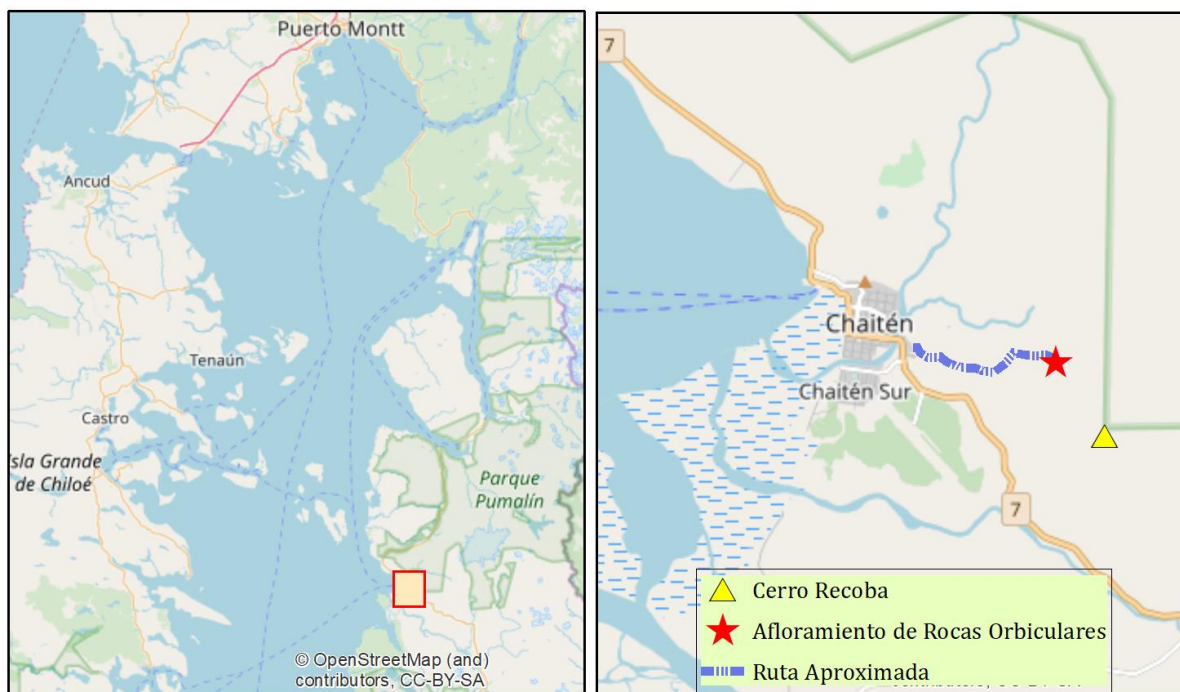 Puerto Montt
Ancud
Tenaún
Castro
Isla Grande
de Chiloé
Parque
Pumalín
© OpenStreetMap (and)
contributors, CC-BY-SA
7
Chaitén
Chaitén Sur
7
Cerro Recoba
Afloramiento de Rocas Orbiculares
Ruta Aproximada